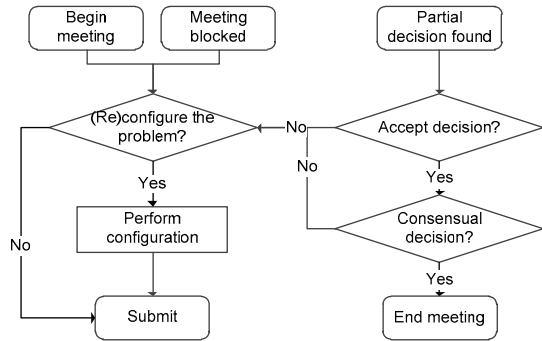 Begin
meeting
Meeting
blocked
Partial
decision found
(Re)configure the
problem?
No
Accept decision?
No
Yes
Yes
Perform
configuration
Consensual
decision?
No
Yes
Submit
End meeting